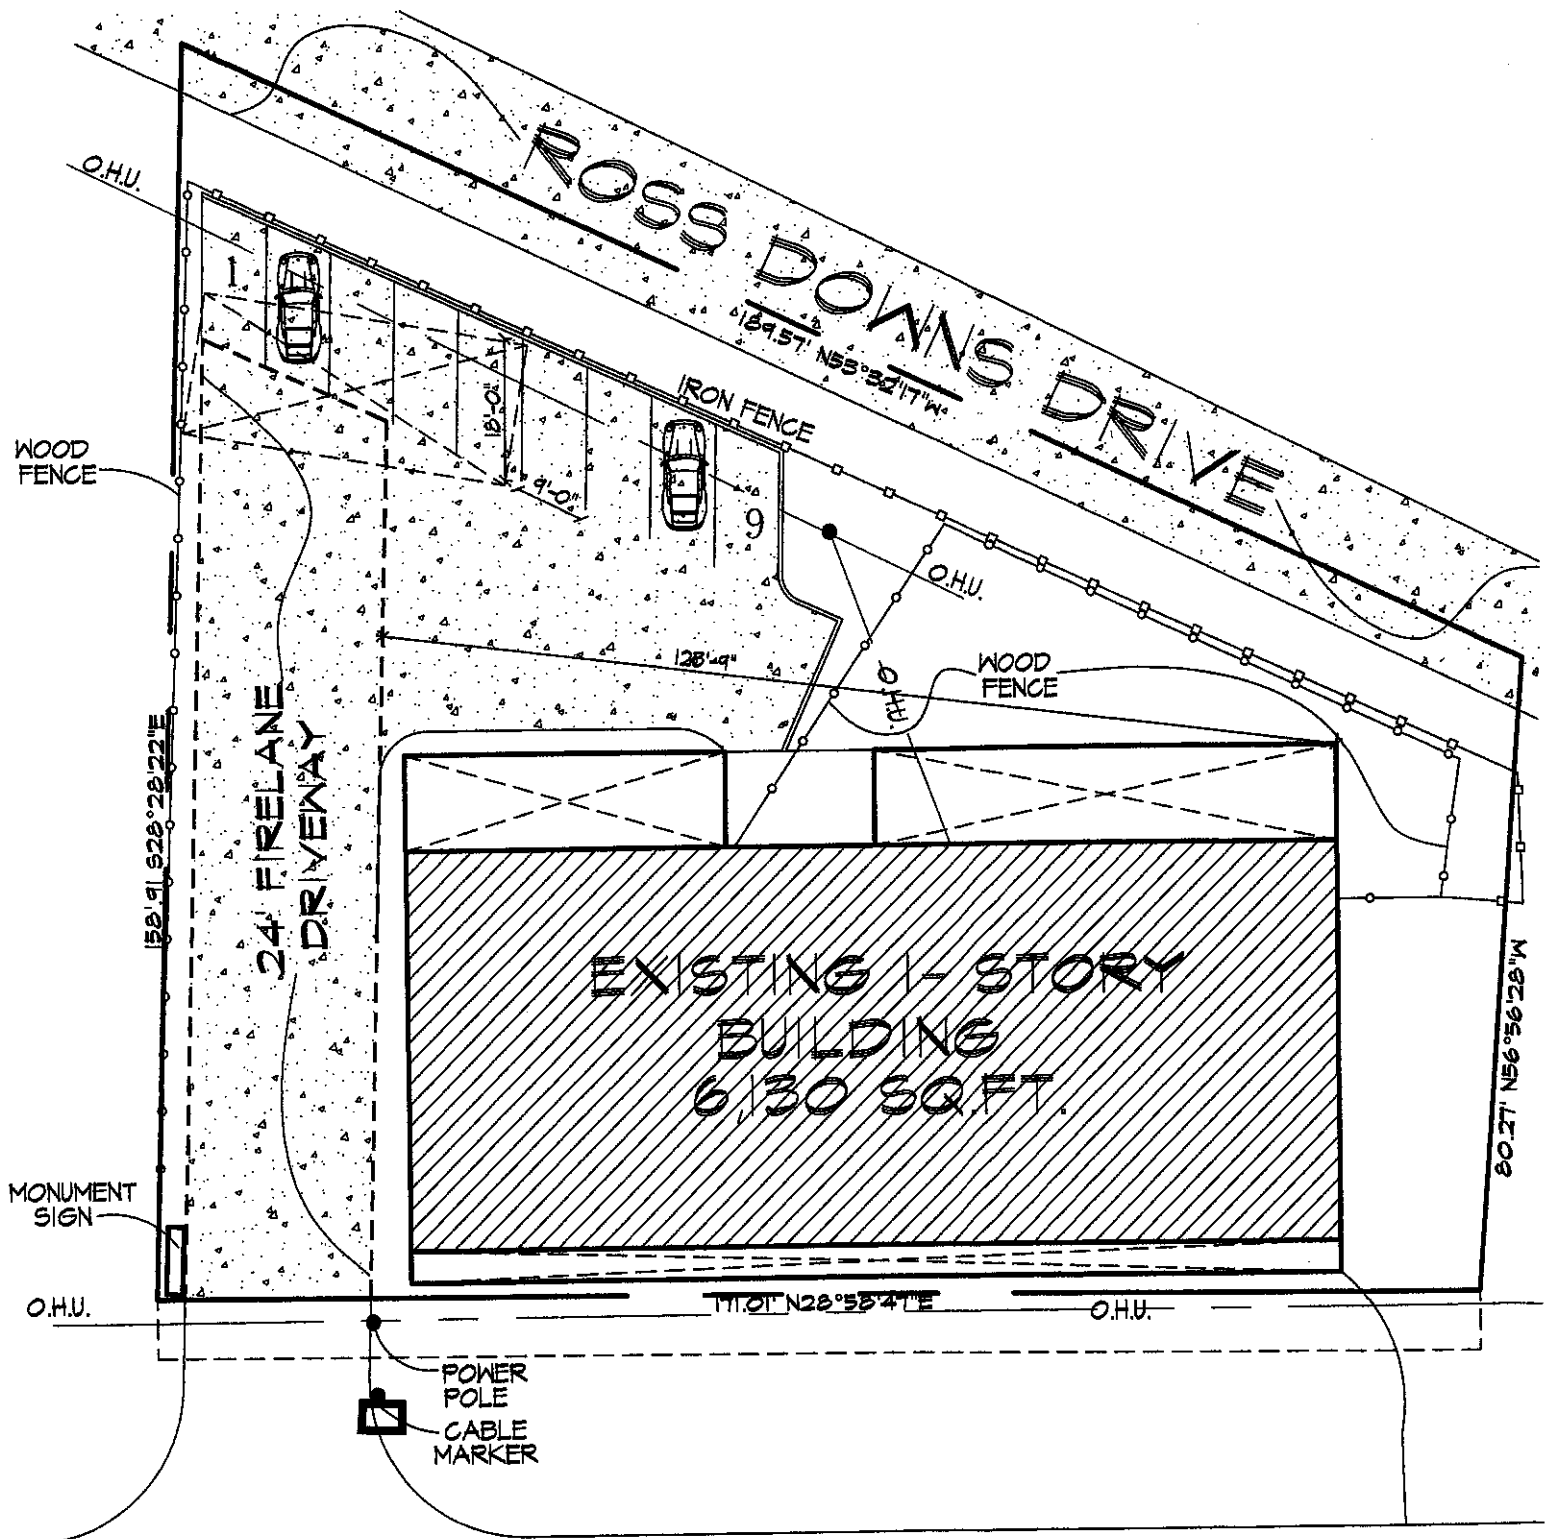 ROSS DOWNS DRIVE
189.57' N55°32'17"W
O.H.U.
1
IRON FENCE
18'-0"
9'-0"
9
WOOD
FENCE
O.H.U.
128'-9"
O.H.U.
WOOD
FENCE
24' FIRELANE
DRIVEWAY
158'.91 S28°28'22"E
EXISTING 1- STORY
BUILDING
6,130 SQ.FT.
80.27' N56°56'28"W
MONUMENT
SIGN
O.H.U.
171.01' N28°58'47"E
O.H.U.
POWER
POLE
CABLE
MARKER